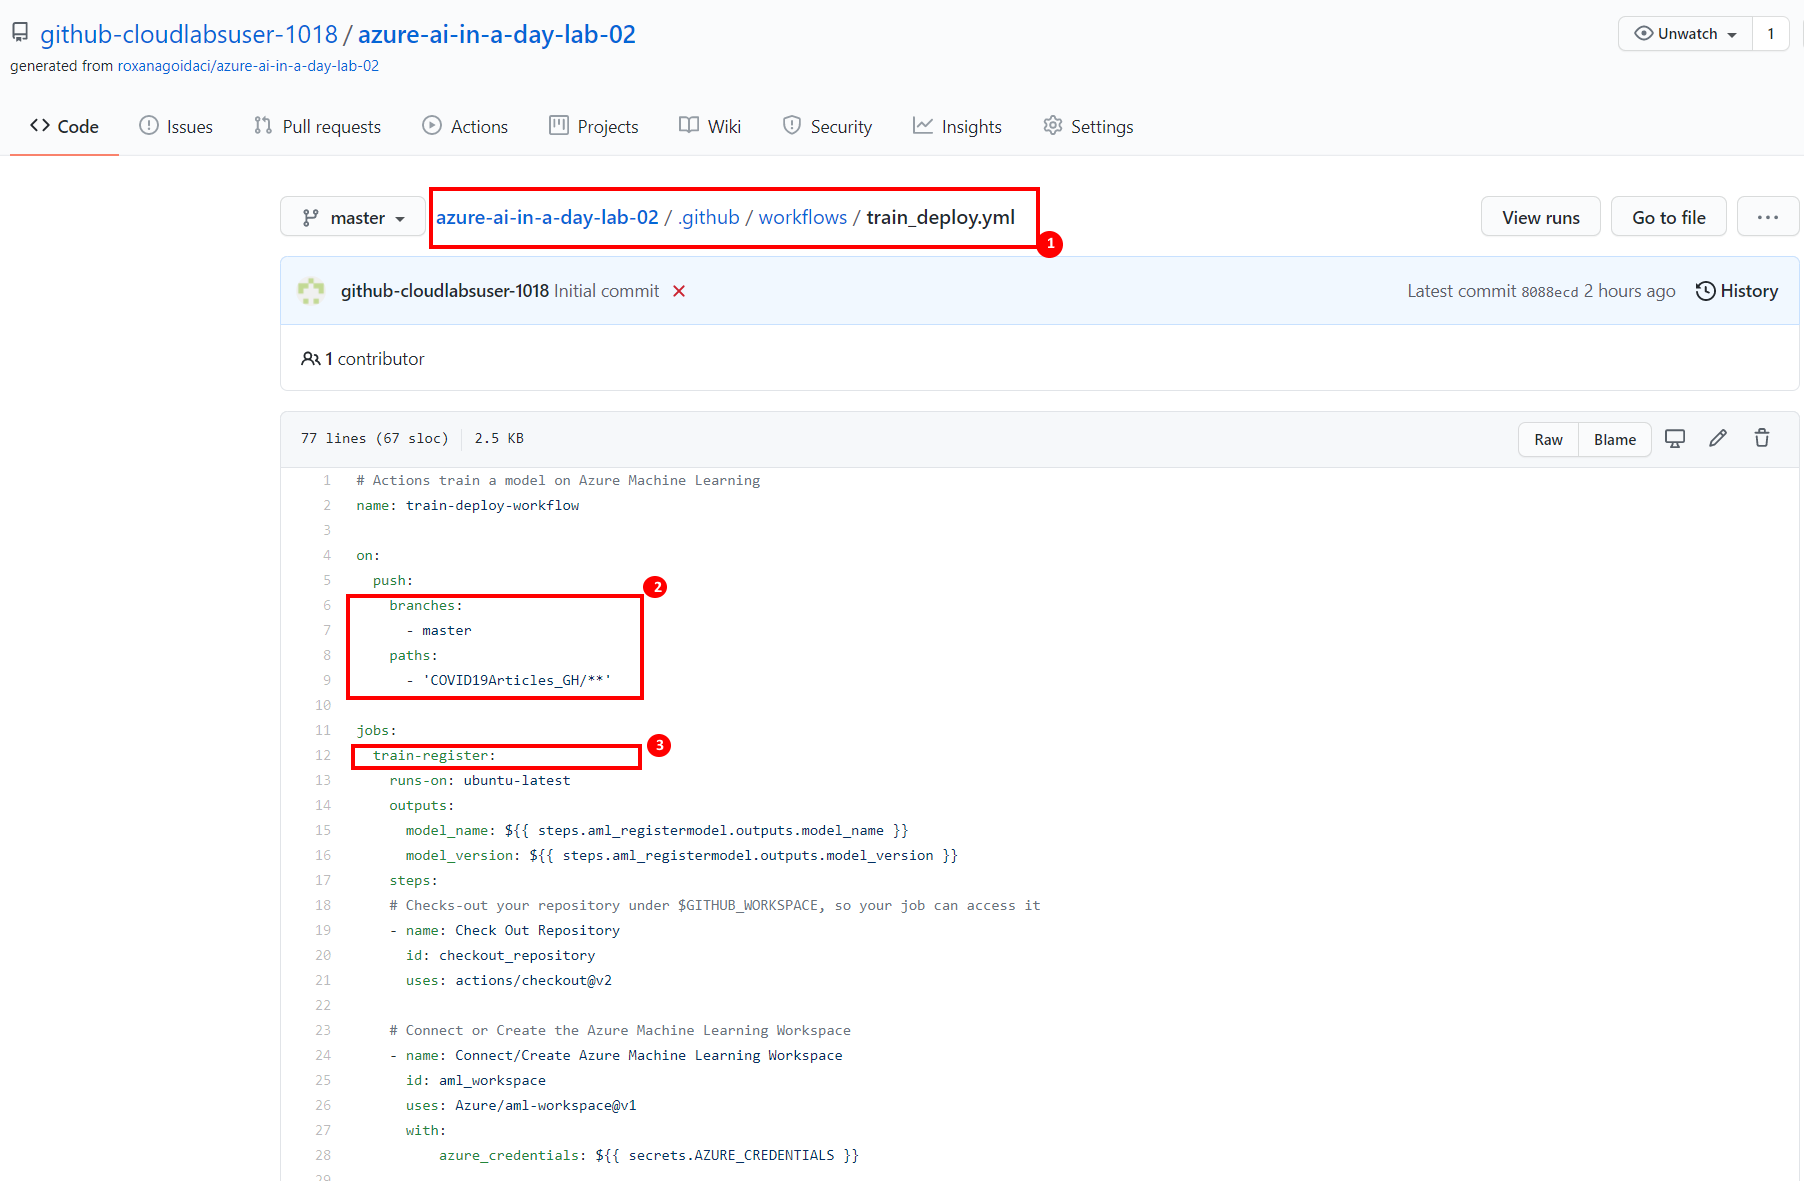 github-cloudlabsuser-1018 / azure-ai-in-a-day-lab-02
Unwatch 1
generated from roxanagoidaci/azure-ai-in-a-day-lab-02
Code Issues Pull requests Actions Projects Wiki Security Insights Settings
master azure-ai-in-a-day-lab-02 / .github / workflows / train_deploy.yml View runs Go to file ...
1
github-cloudlabsuser-1018 Initial commit Latest commit 8088ecd 2 hours ago History
1 contributor
77 lines (67 sloc) 2.5 KB Raw Blame
1 # Actions train a model on Azure Machine Learning
2 name: train-deploy-workflow
3
4 on:
5 push:
2
6 branches:
7 - master
8 paths:
9 - 'COVID19Articles_GH/**'
10
11 jobs:
3
12 train-register:
13 runs-on: ubuntu-latest
14 outputs:
15 model_name: ${{ steps.aml_registermodel.outputs.model_name }}
16 model_version: ${{ steps.aml_registermodel.outputs.model_version }}
17 steps:
18 # Checks-out your repository under $GITHUB_WORKSPACE, so your job can access it
19 - name: Check Out Repository
20 id: checkout_repository
21 uses: actions/checkout@v2
22
23 # Connect or Create the Azure Machine Learning Workspace
24 - name: Connect/Create Azure Machine Learning Workspace
25 id: aml_workspace
26 uses: Azure/aml-workspace@v1
27 with:
28 azure_credentials: ${{ secrets.AZURE_CREDENTIALS }}
29